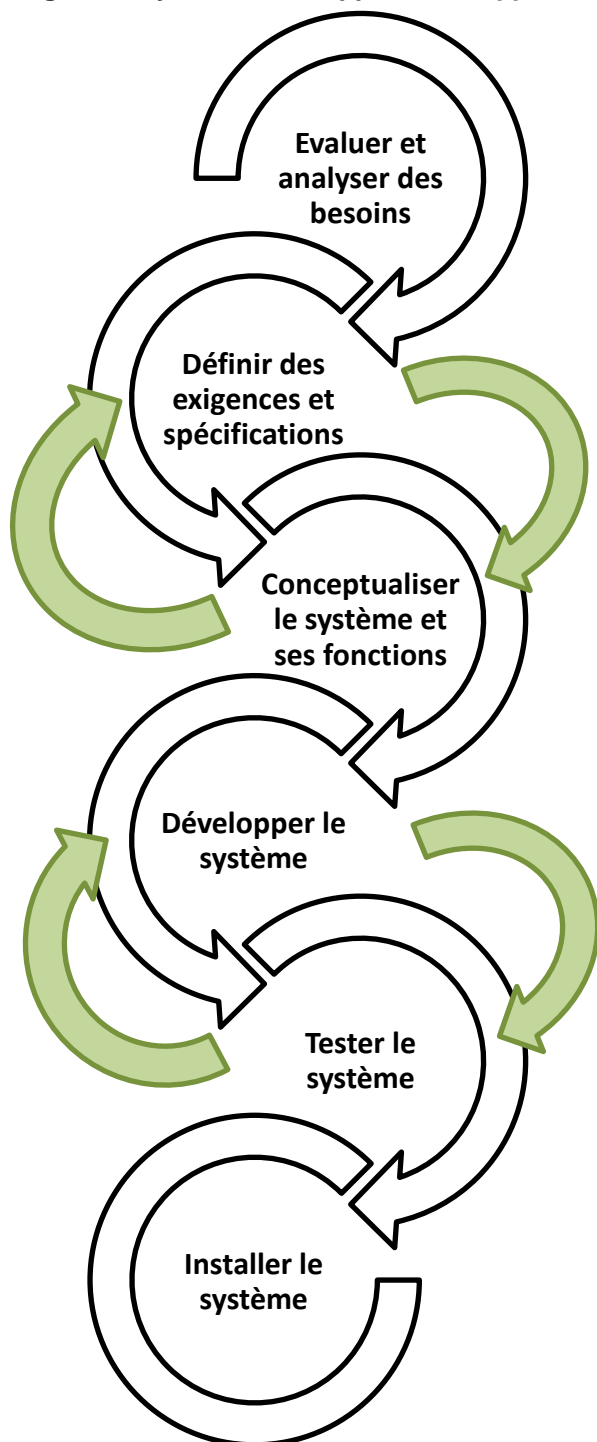 Evaluer et
analyser des
besoins
Définir des
exigences et
spécifications
Conceptualiser
le système et
ses fonctions
Développer le
système
Tester le
système
Installer le
système